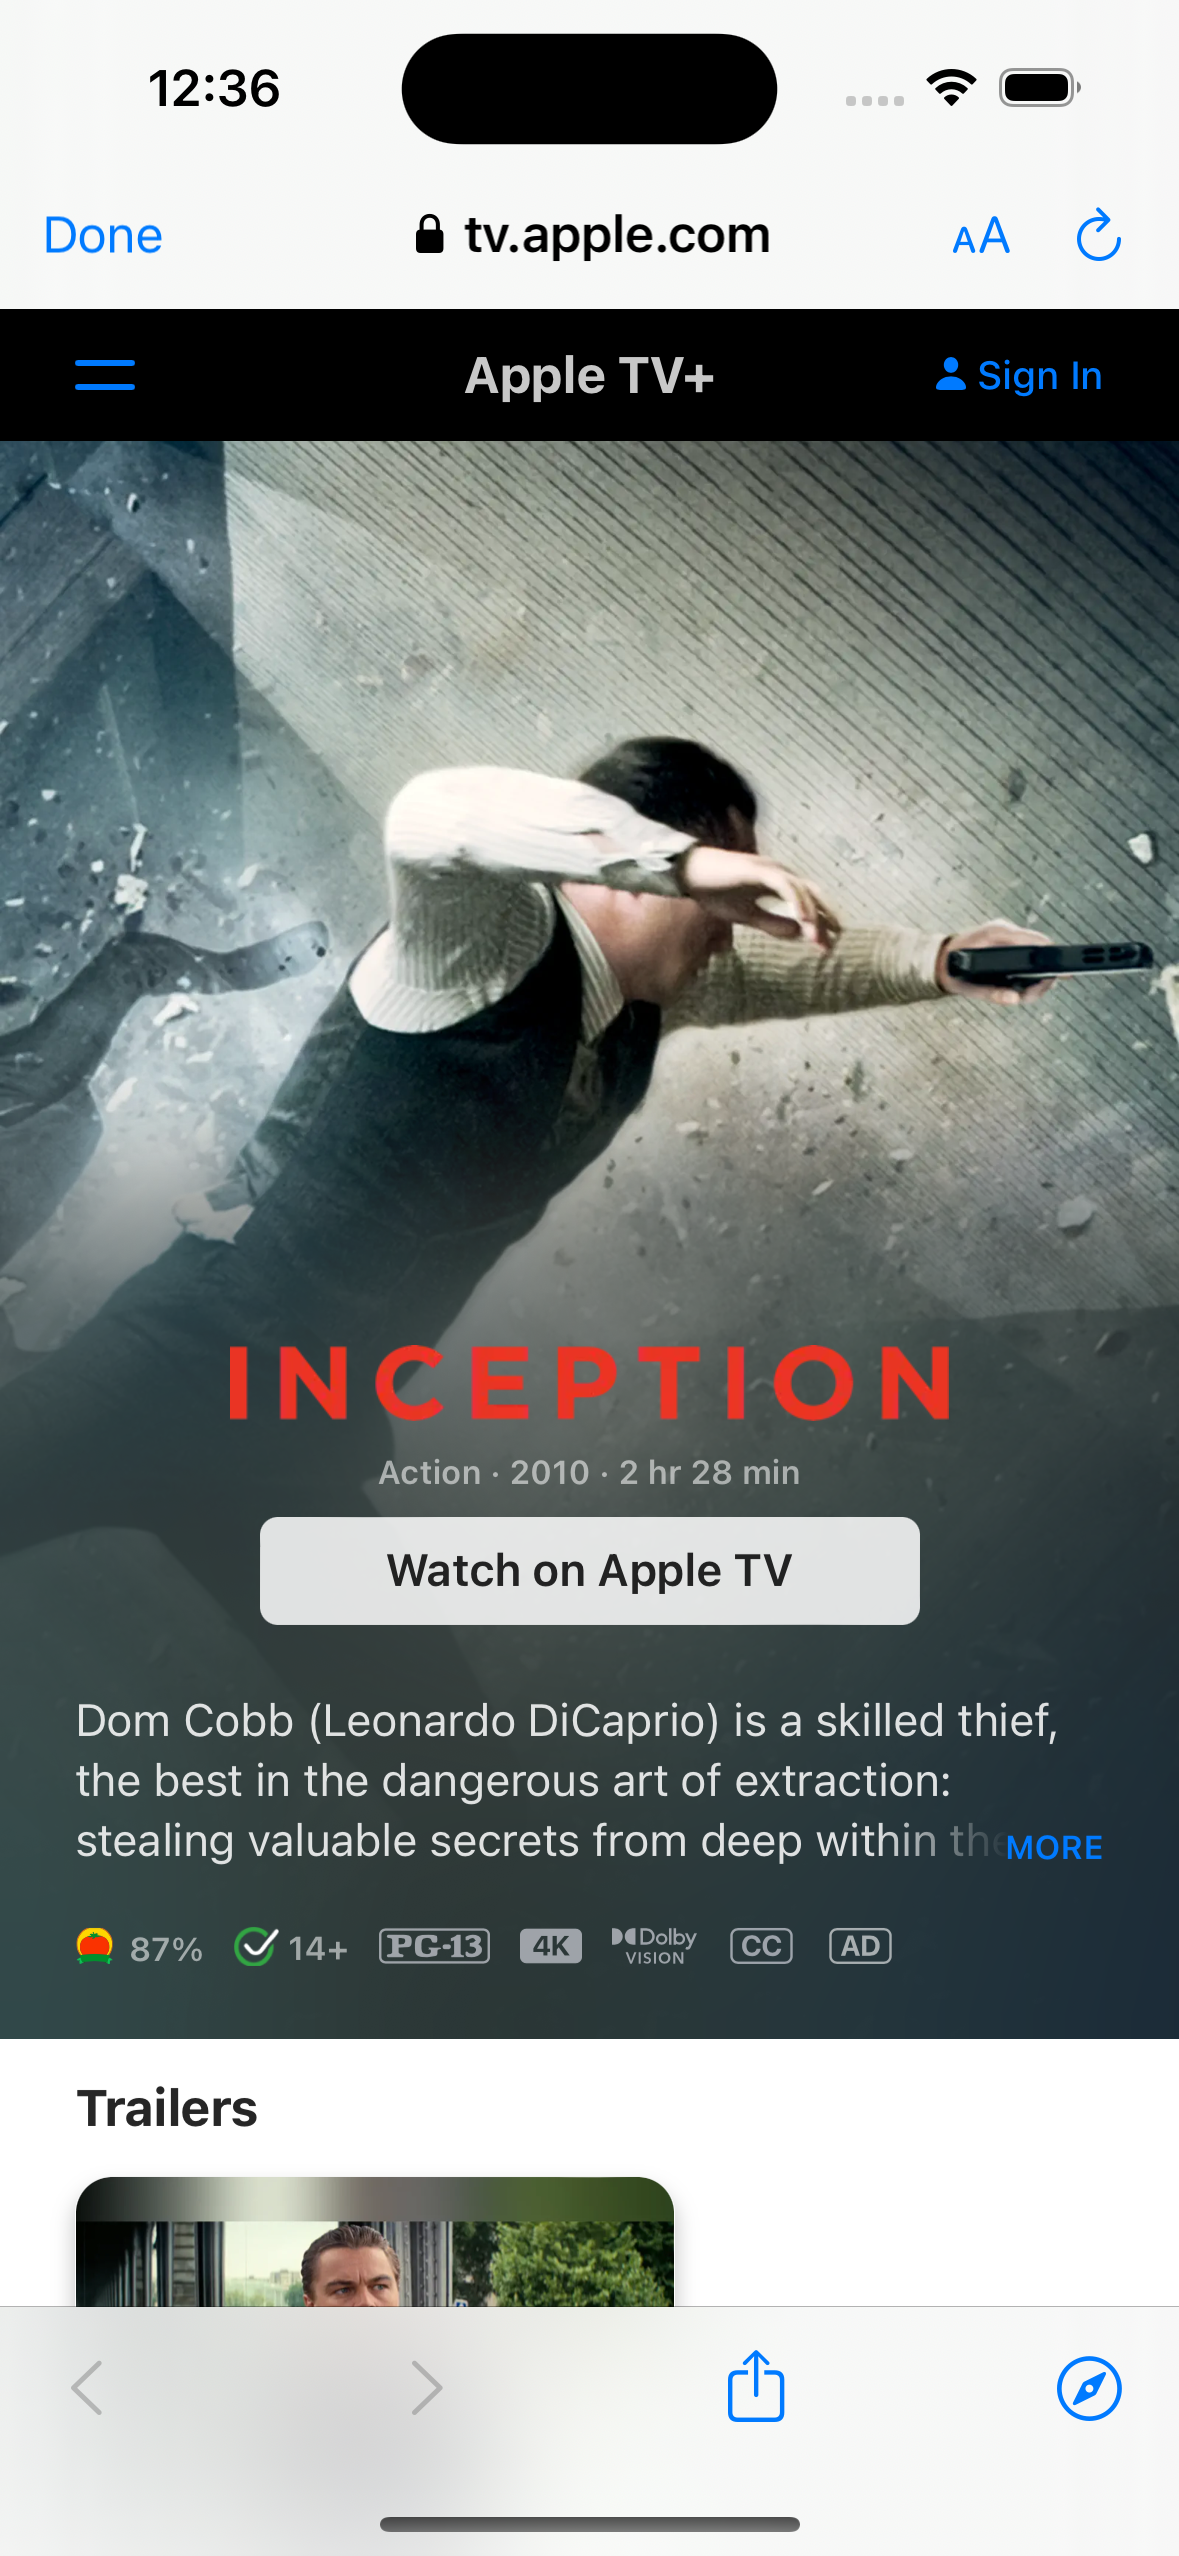 12:36
Done
tv.apple.com
AA
Apple TV+
Sign In
INCEPTION
Action · 2010 · 2 hr 28 min
Watch on Apple TV
Dom Cobb (Leonardo DiCaprio) is a skilled thief,
the best in the dangerous art of extraction:
stealing valuable secrets from deep within the MORE
87% 14+ PG-13 4K Dolby VISION CC AD
Trailers